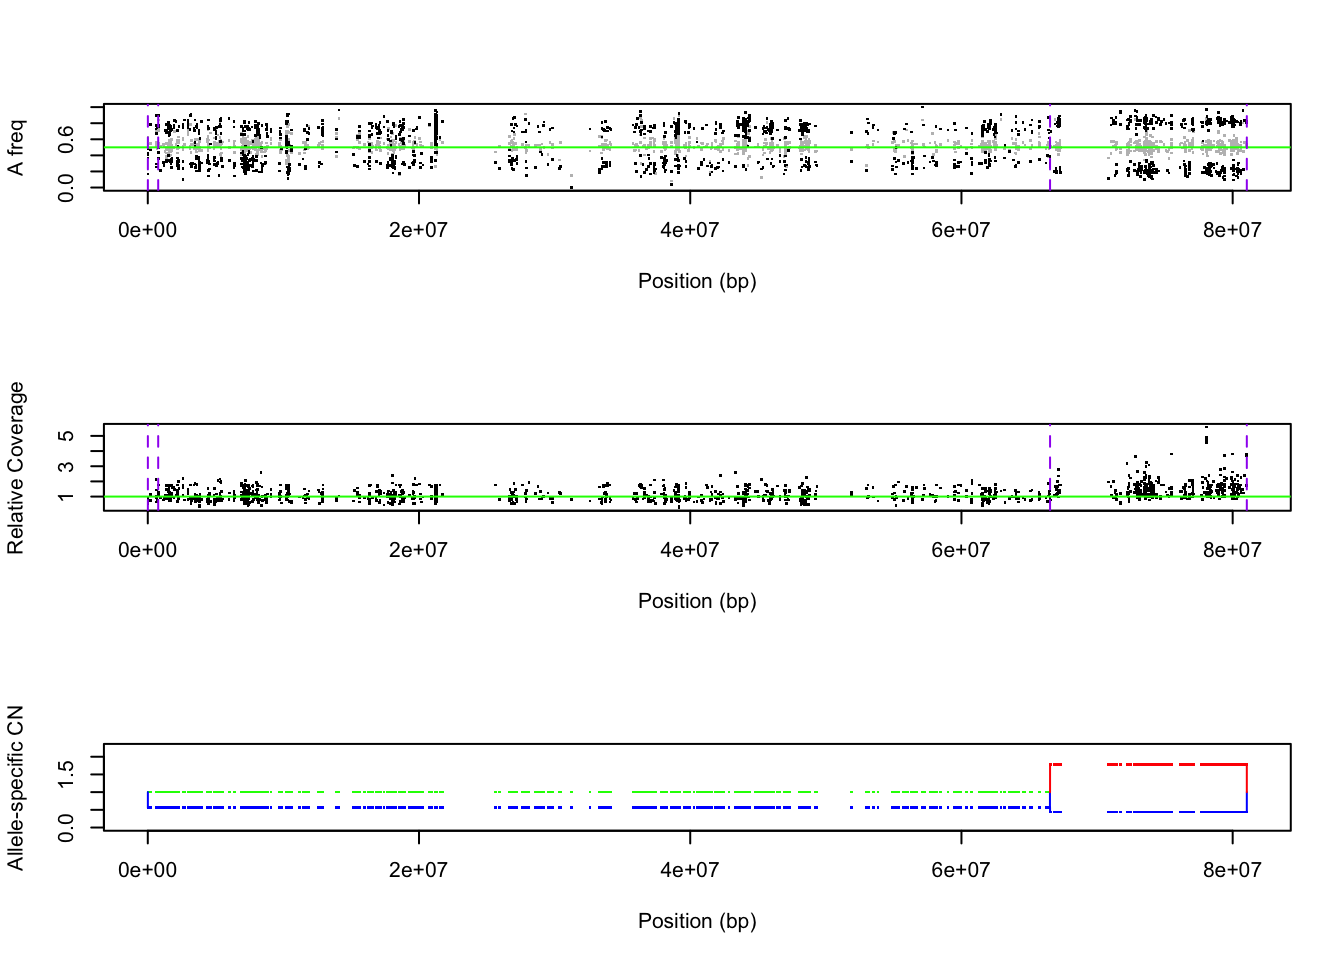 A freq
0.6
0.0
0e+00 2e+07 4e+07 6e+07 8e+07
Position (bp)
Relative Coverage
5
3
1
0e+00 2e+07 4e+07 6e+07 8e+07
Position (bp)
Allele-specific CN
1.5
0.0
0e+00 2e+07 4e+07 6e+07 8e+07
Position (bp)